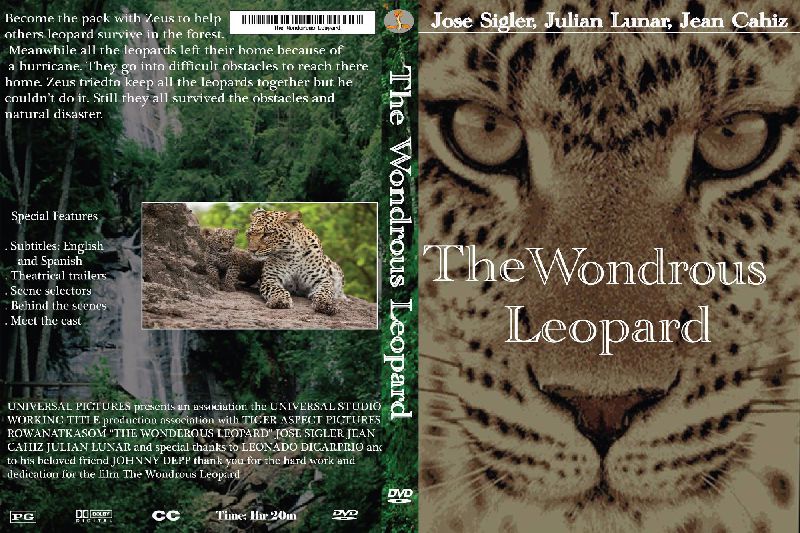 Become the pack with Zeus to help
others leopard survive in the forest.
Meanwhile all the leopards left their home because of
a hurricane. They go into difficult obstacles to reach there
home. Zeus triedto keep all the leopards together but he
couldn't do it. Still they all survived the obstacles and
natural disaster.
The Wonderous Leopard
Special Features
. Subtitles: English
and Spanish
. Theatrical trailers
. Scene selectors
. Behind the scenes
. Meet the cast
UNIVERSAL PICTURES presents an association the UNIVERSAL STUDIO
WORKING TITLE production association with TIGER ASPECT PICTURES
ROWANATKASOM "THE WONDEROUS LEOPARD" JOSE SIGLER JEAN
CAHIZ JULIAN LUNAR and special thanks to LEONADO DICARPRIO and
to his beloved friend JOHNNY DEPP thank you for the hard work and
dedication for the film The Wondrous Leopard
PG
DOLBY
DIGITAL
CC
Time: 1hr 20m
DVD
The Wondrous Leopard
DVD
Jose Sigler, Julian Lunar, Jean Cahiz
The Wondrous
Leopard